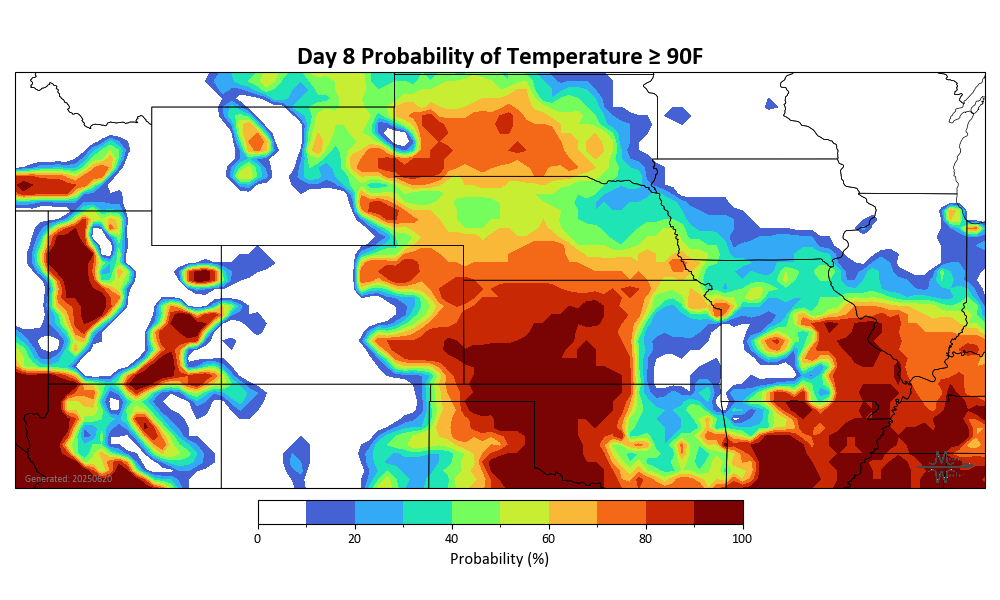 Day 8 Probability of Temperature ≥ 90F
Generated: 20250620
0 20 40 60 80 100
Probability (%)